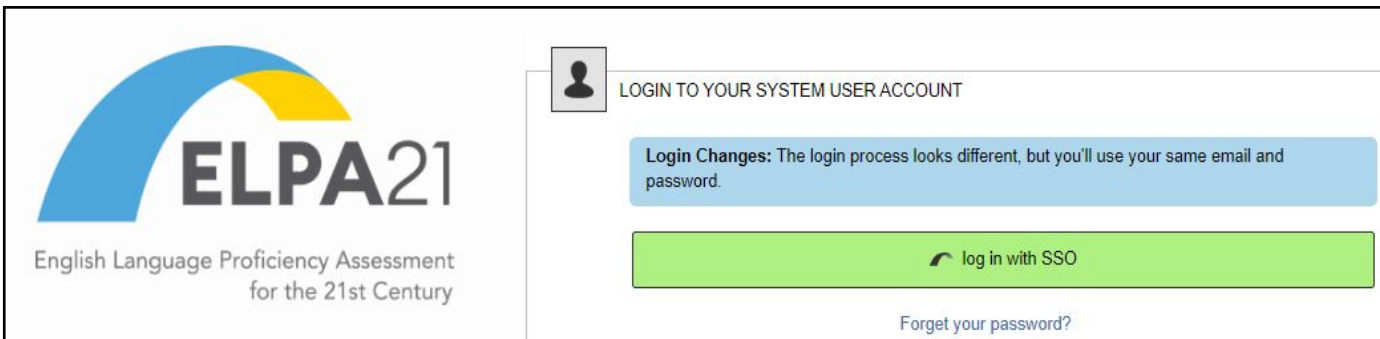 ELPA21
English Language Proficiency Assessment
for the 21st Century
LOGIN TO YOUR SYSTEM USER ACCOUNT
Login Changes: The login process looks different, but you'll use your same email and
password.
log in with SSO
Forget your password?